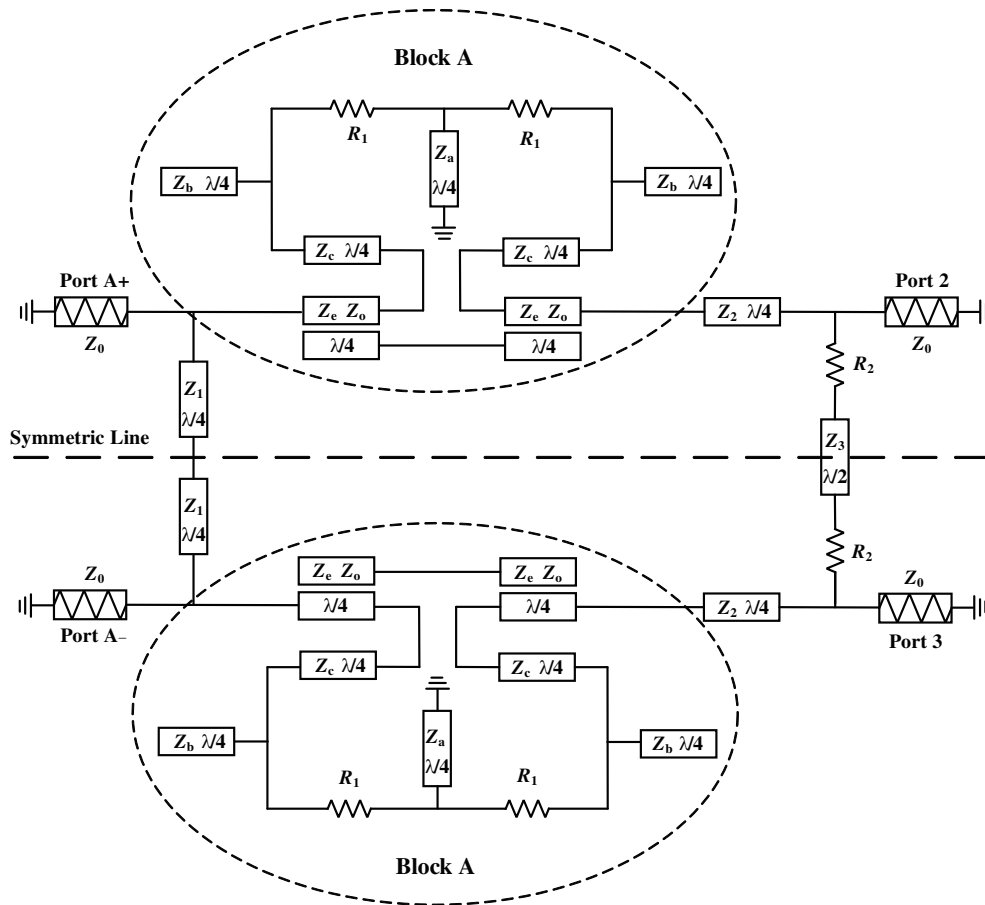 Block A
R1 R1
Za λ/4
Zb λ/4 Zb λ/4
Zc λ/4 Zc λ/4
Port A+ Port 2
Ze Zo Ze Zo Z2 λ/4
Z0 Z0
λ/4 λ/4
R2
Z1 λ/4
Symmetric Line
Z3 λ/2
Z1 λ/4
R2
Z0 Ze Zo Ze Zo Z0
λ/4 λ/4 Z2 λ/4
Port A− Port 3
Zc λ/4 Zc λ/4
Zb λ/4 Za λ/4 Zb λ/4
R1 R1
Block A